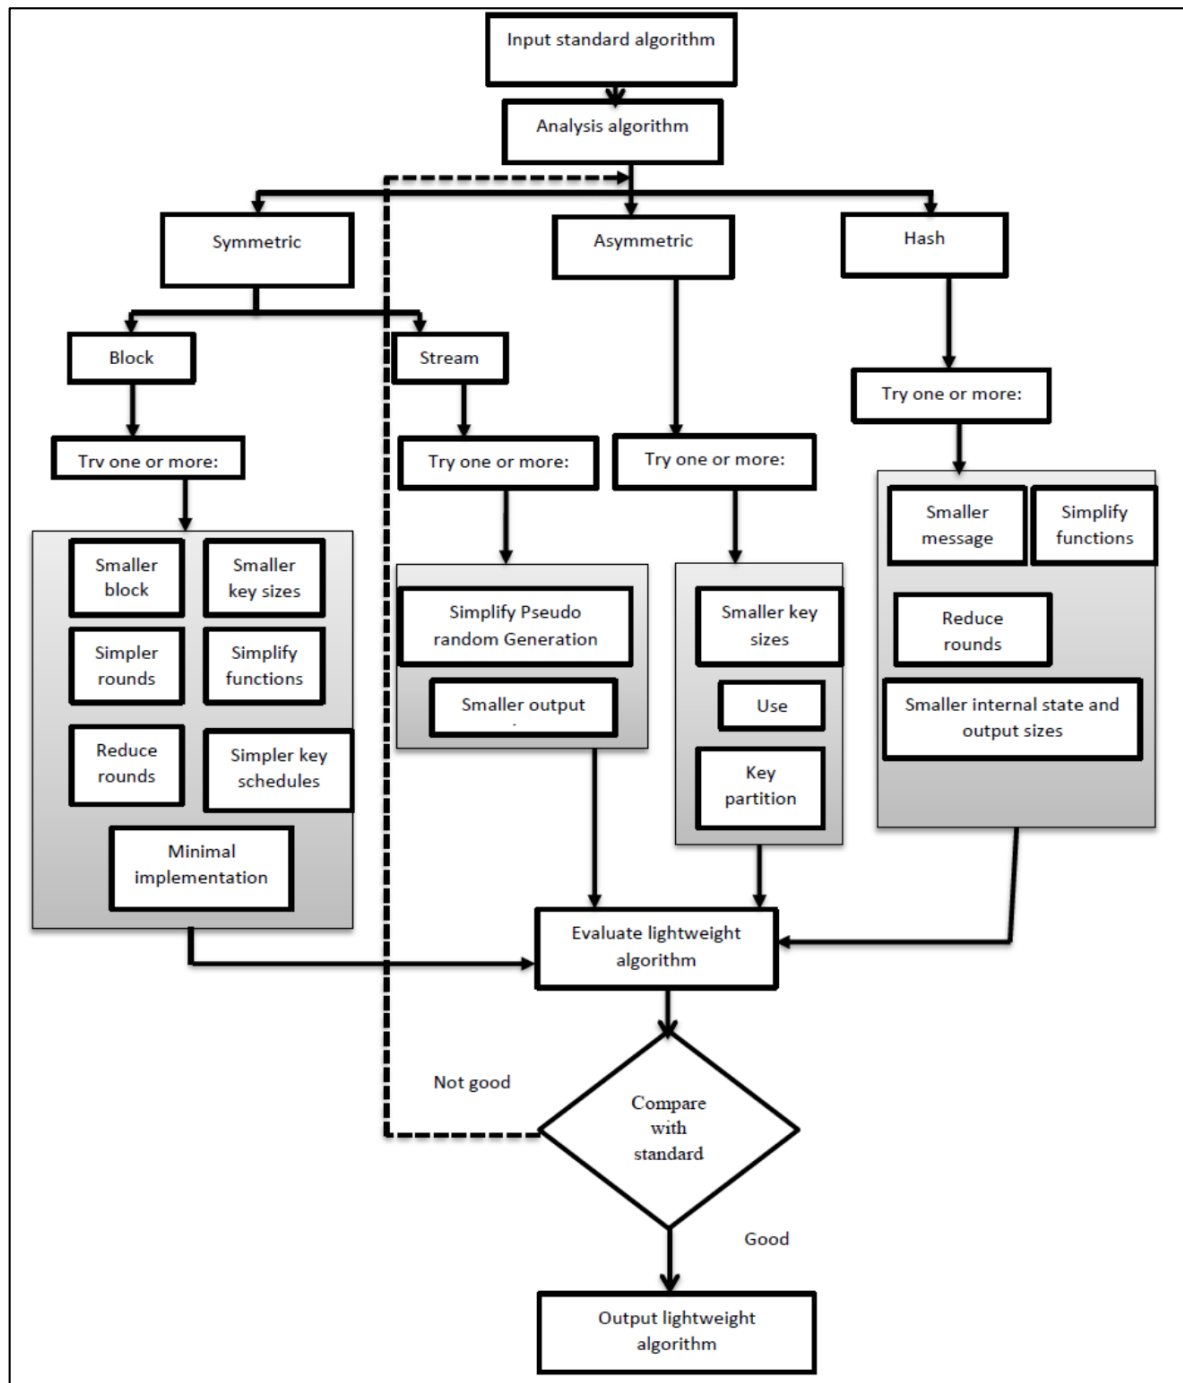 Input standard algorithm
Analysis algorithm
Symmetric
Asymmetric
Hash
Block
Stream
Try one or more:
Trv one or more:
Try one or more:
Try one or more:
Smaller
block
Smaller
key sizes
Simpler
rounds
Simplify
functions
Reduce
rounds
Simpler key
schedules
Minimal
implementation
Simplify Pseudo
random Generation
Smaller output
Smaller key
sizes
Use
Key
partition
Smaller
message
Simplify
functions
Reduce
rounds
Smaller internal state and
output sizes
Evaluate lightweight
algorithm
Not good
Compare
with
standard
Good
Output lightweight
algorithm